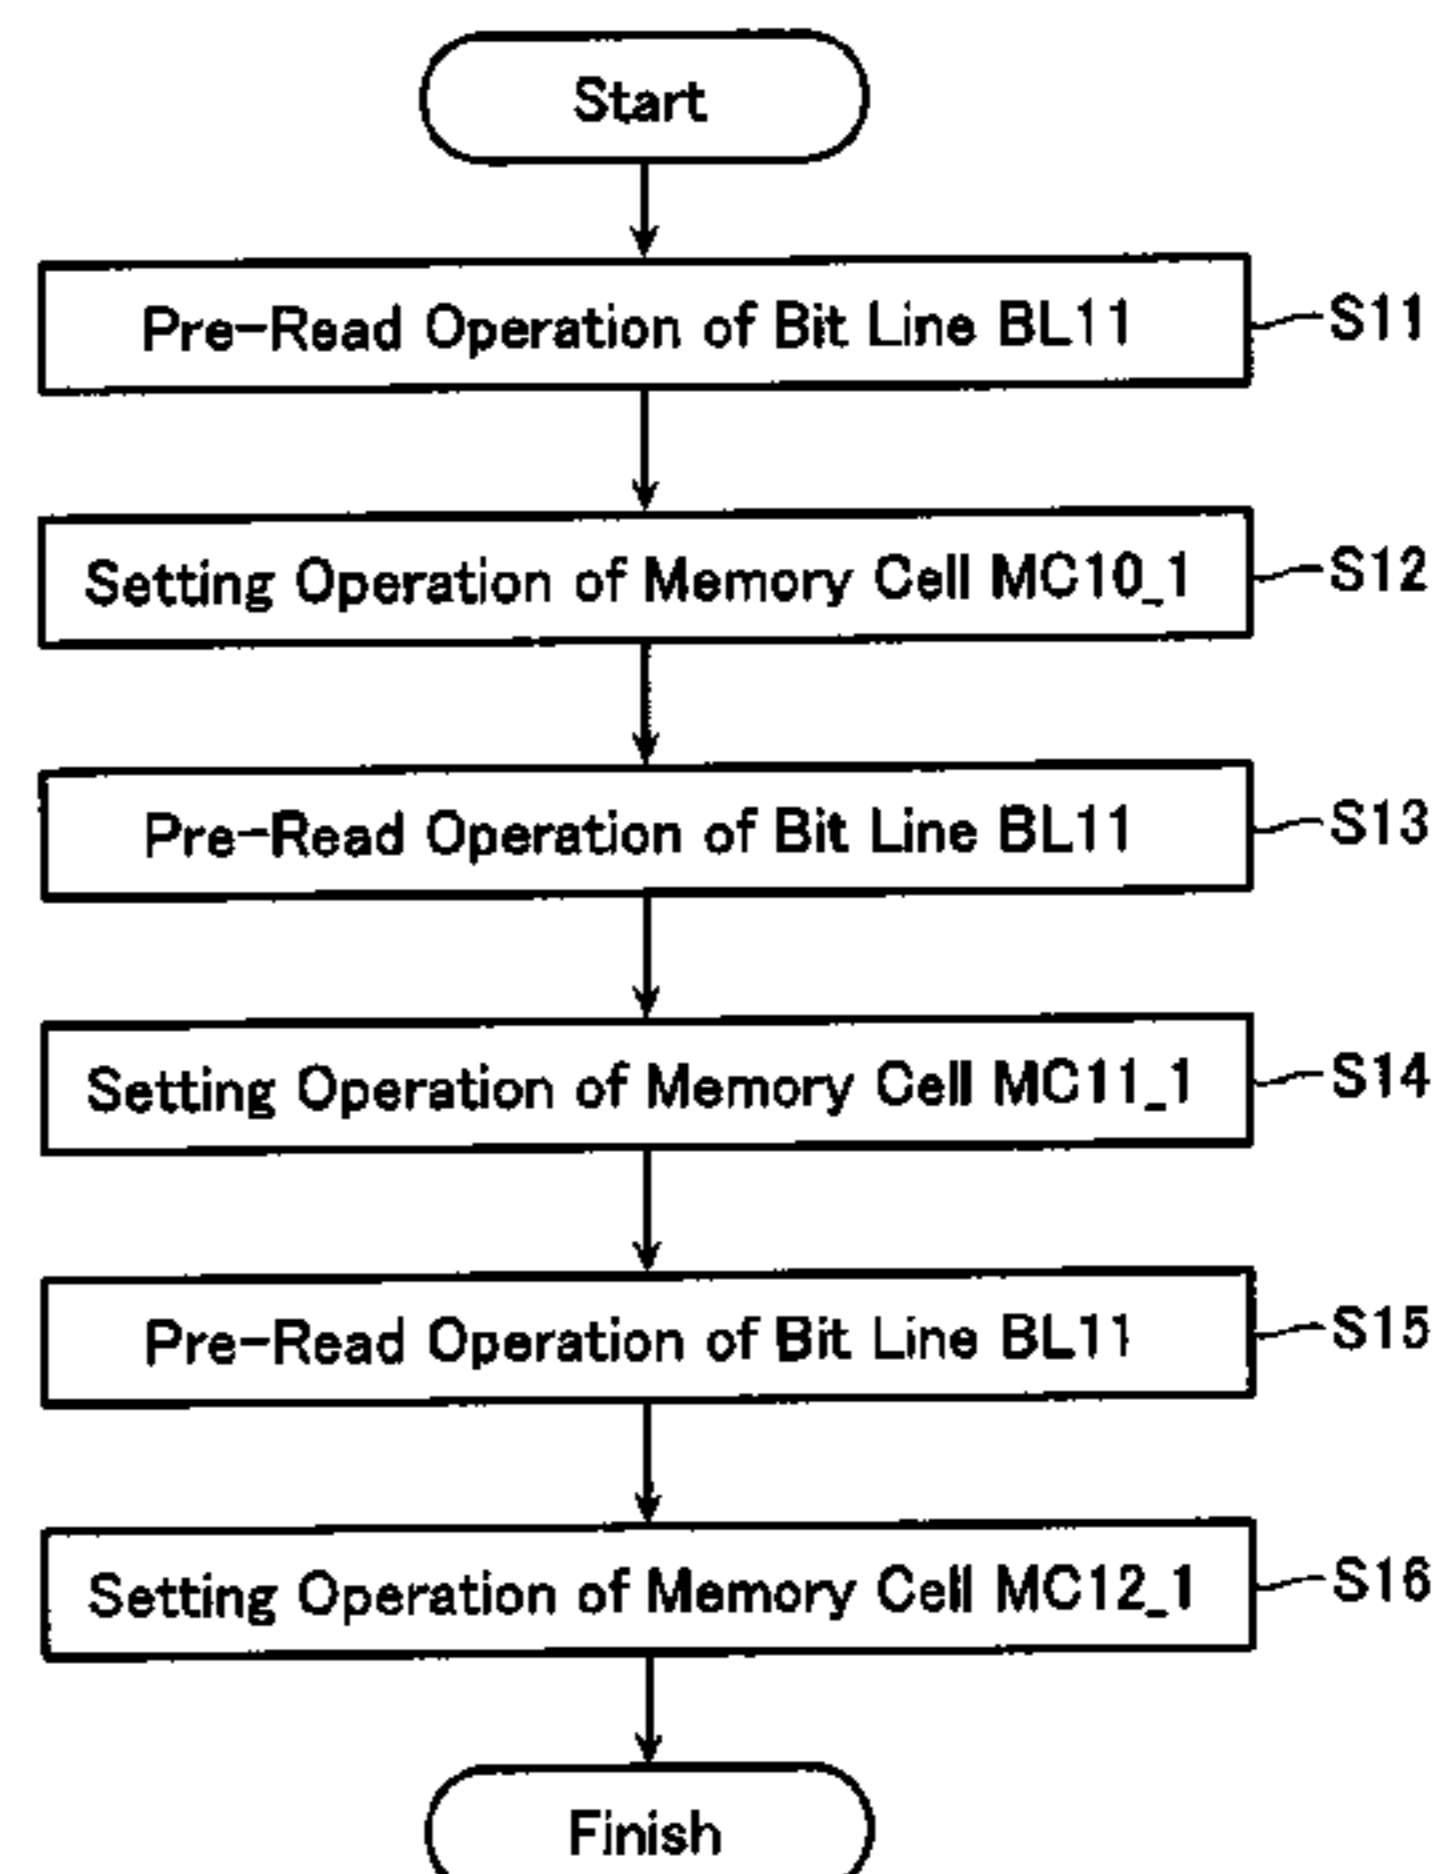 Start
Pre-Read Operation of Bit Line BL11
S11
Setting Operation of Memory Cell MC10_1
S12
Pre-Read Operation of Bit Line BL11
S13
Setting Operation of Memory Cell MC11_1
S14
Pre-Read Operation of Bit Line BL11
S15
Setting Operation of Memory Cell MC12_1
S16
Finish